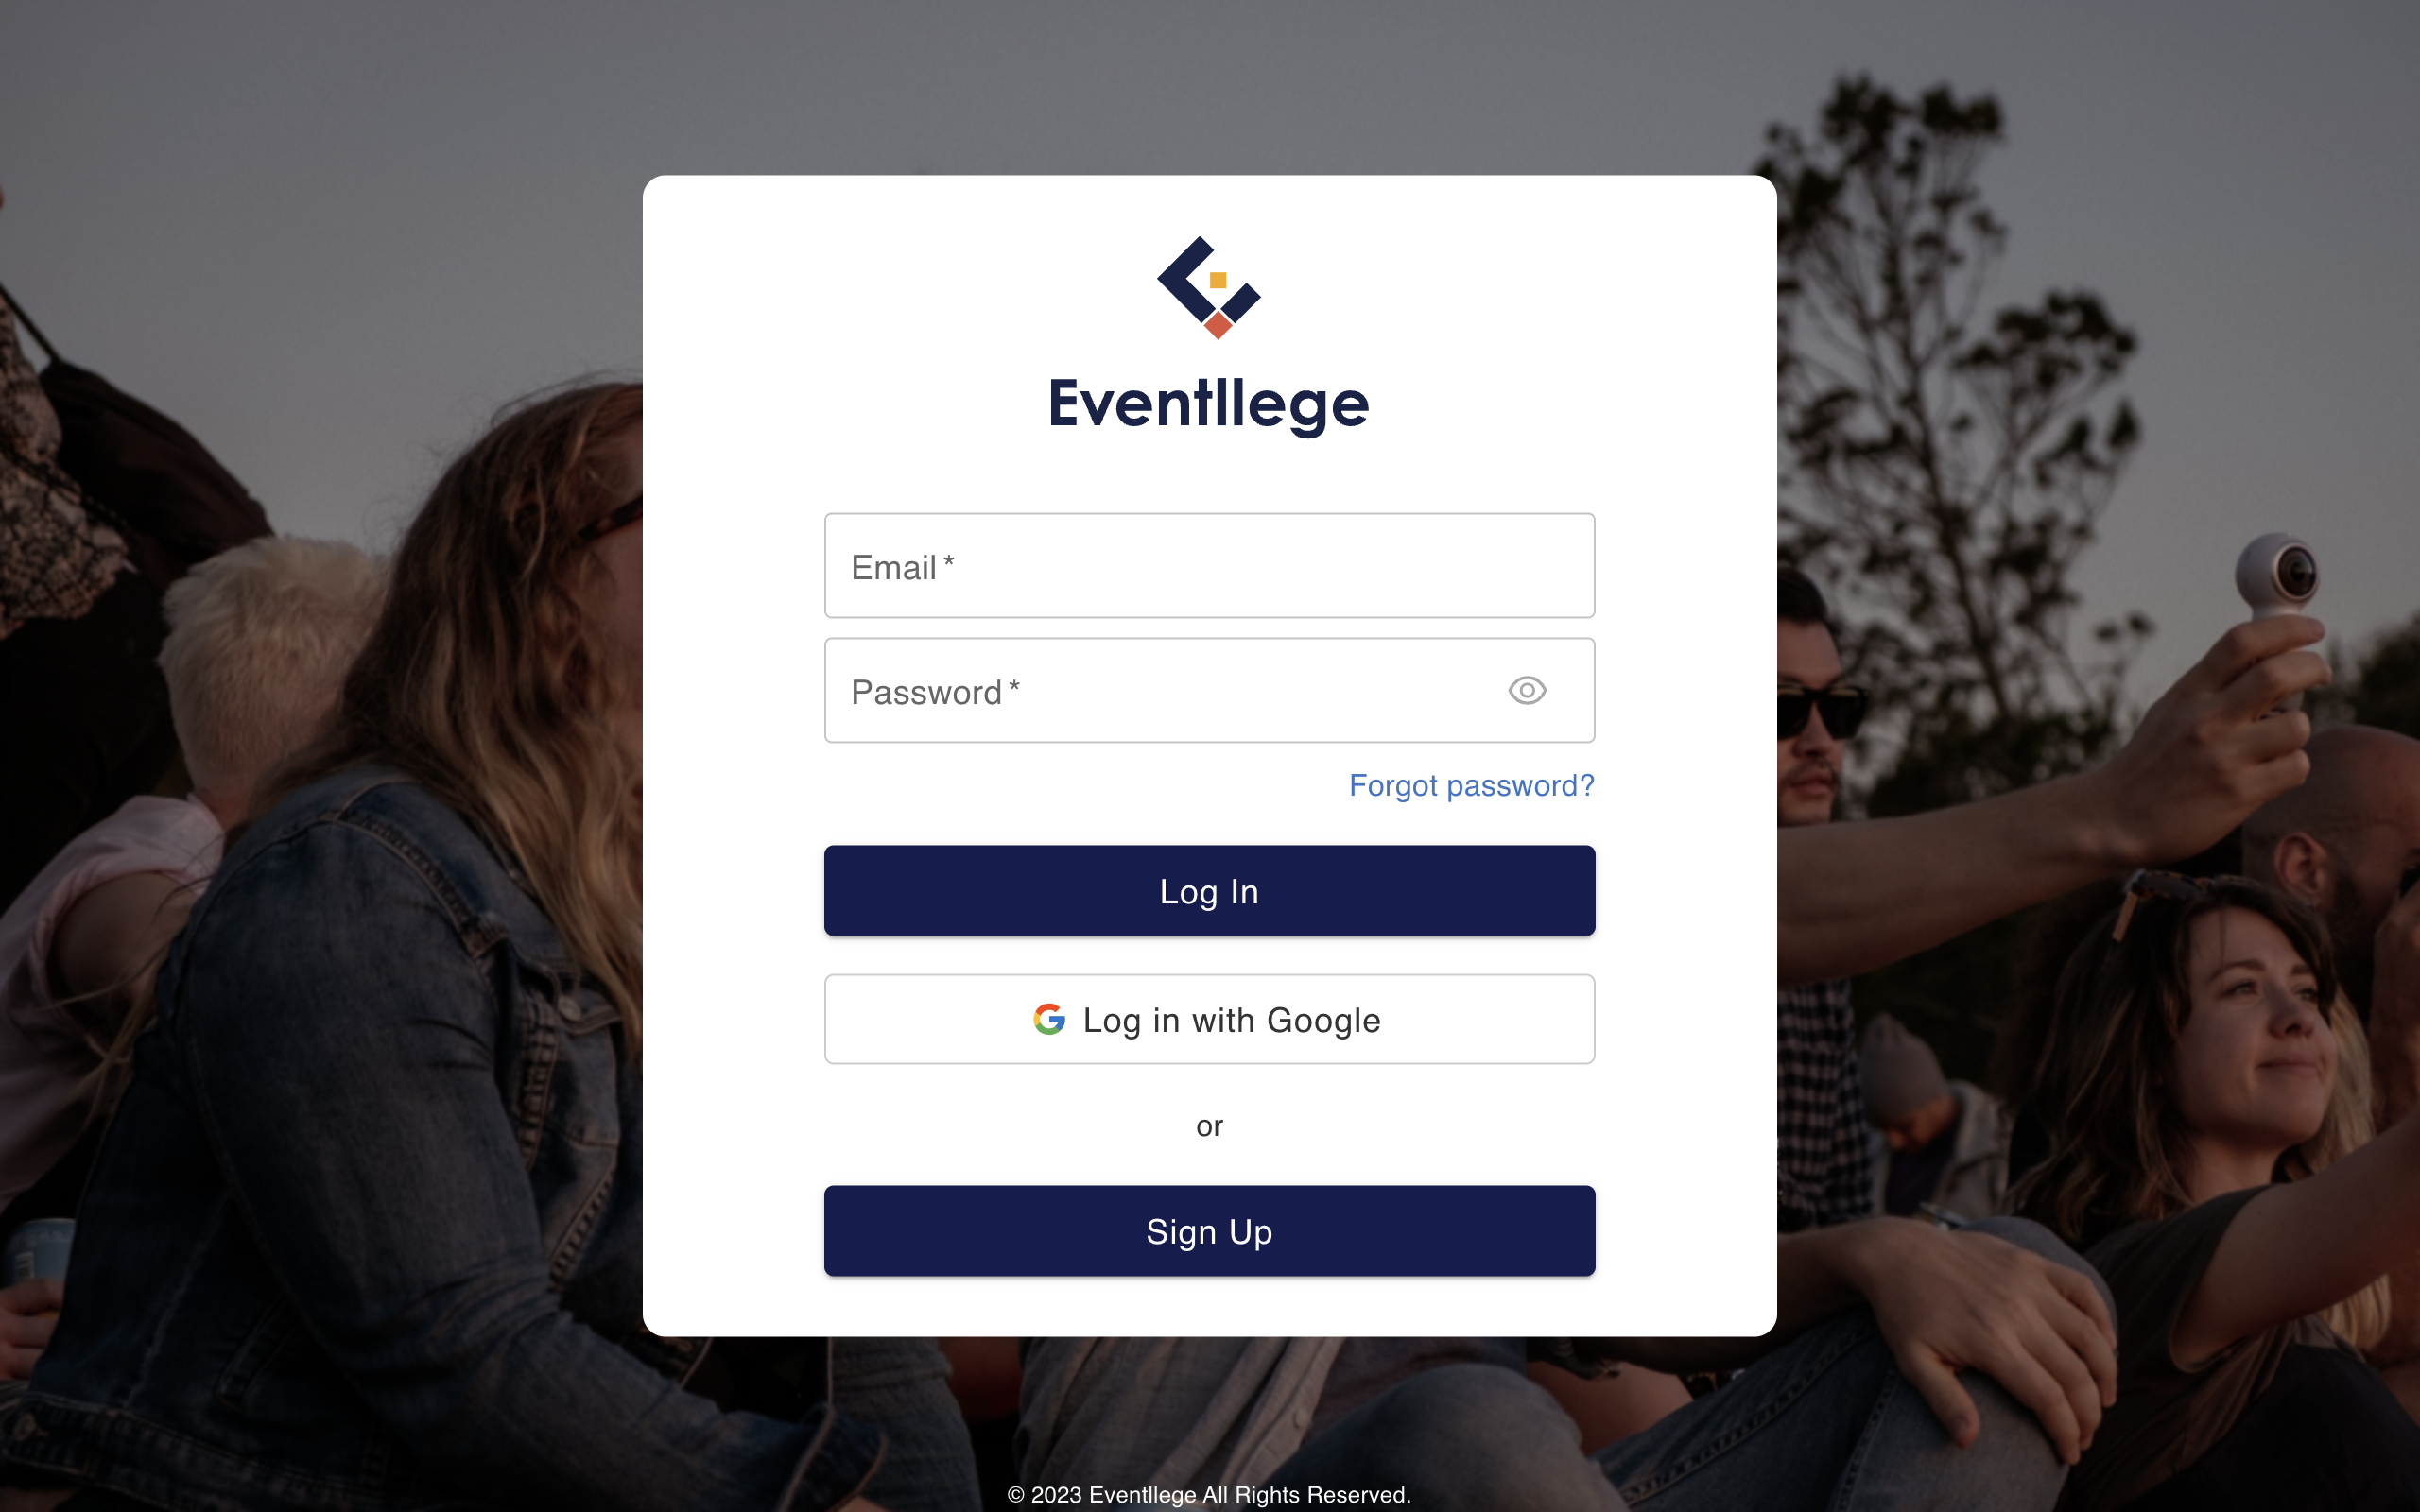 Eventllege
Email *
Password *
Forgot password?
Log In
Log in with Google
or
Sign Up
© 2023 Eventllege All Rights Reserved.